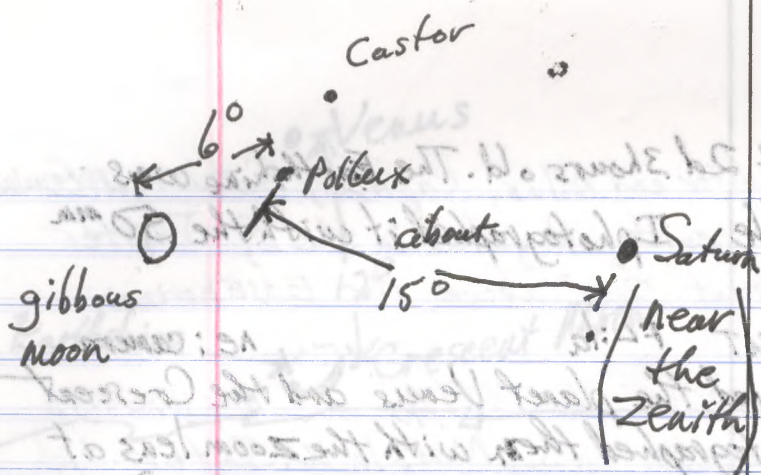 Castor
6°
Pollux
about
15°
Saturn
gibbous
moon
(near
the
zenith)